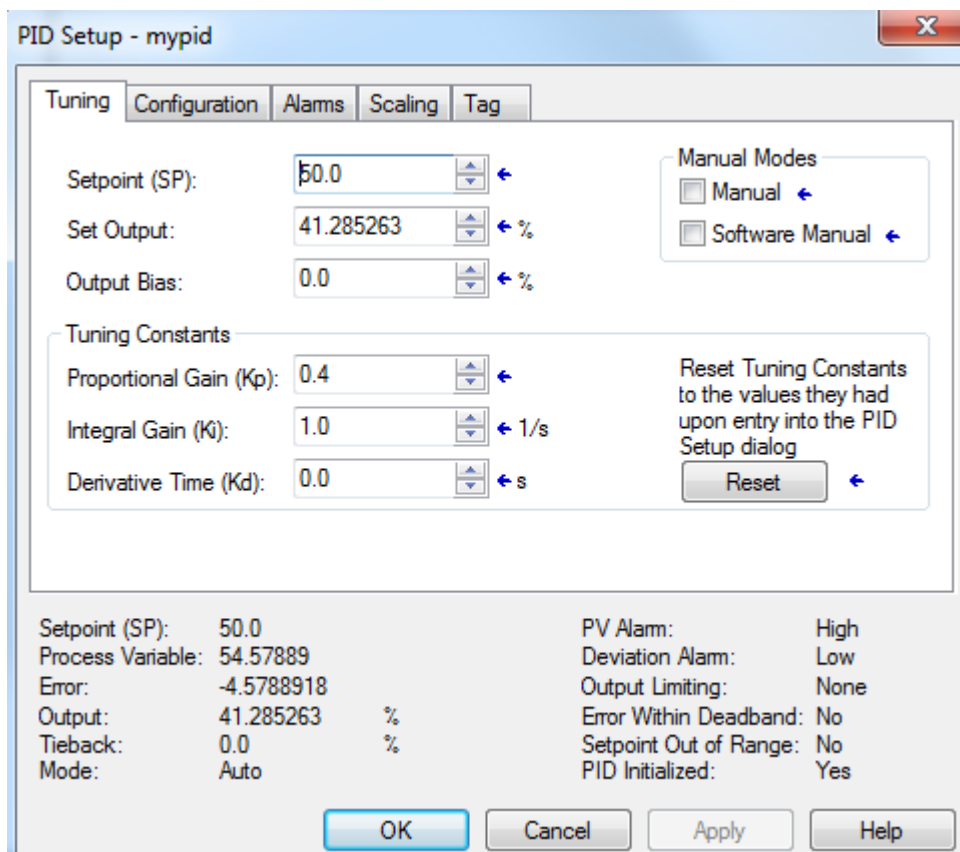 PID Setup - mypid
Tuning Configuration Alarms Scaling Tag
Setpoint (SP): 50.0
Set Output: 41.285263 %
Output Bias: 0.0 %
Manual Modes
Manual
Software Manual
Tuning Constants
Proportional Gain (Kp): 0.4
Integral Gain (Ki): 1.0 1/s
Derivative Time (Kd): 0.0 s
Reset Tuning Constants
to the values they had
upon entry into the PID
Setup dialog
Reset
Setpoint (SP): 50.0
Process Variable: 54.57889
Error: -4.5788918
Output: 41.285263 %
Tieback: 0.0 %
Mode: Auto
PV Alarm: High
Deviation Alarm: Low
Output Limiting: None
Error Within Deadband: No
Setpoint Out of Range: No
PID Initialized: Yes
OK Cancel Apply Help